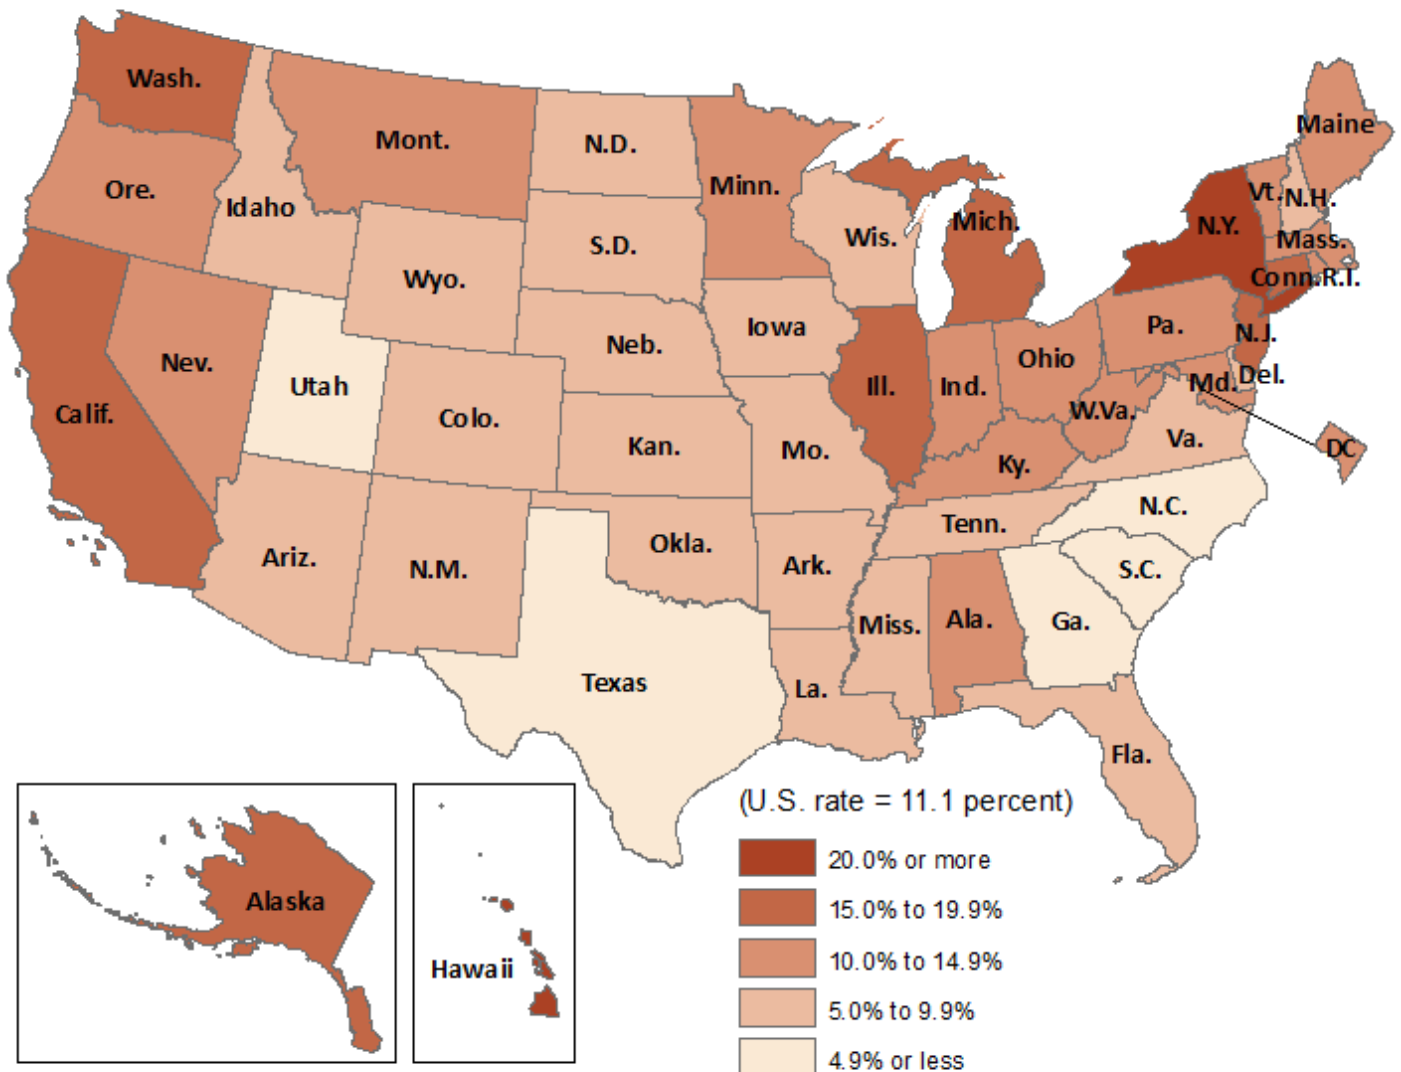 Wash.
Maine
Mont.
N.D.
Minn.
Ore.
Vt.
N.H.
Idaho
Mich.
N.Y.
Wis.
Mass.
S.D.
Wyo.
Conn.
R.I.
Iowa
Pa.
N.J.
Neb.
Nev.
Ohio
Utah
Ill.
Ind.
Md.
Del.
Calif.
Colo.
W.Va.
Kan.
Mo.
Va.
DC
Ky.
N.C.
Tenn.
Okla.
Ariz.
N.M.
Ark.
S.C.
Miss.
Ala.
Ga.
Texas
La.
Fla.
Alaska
Hawaii
(U.S. rate = 11.1 percent)
20.0% or more
15.0% to 19.9%
10.0% to 14.9%
5.0% to 9.9%
4.9% or less